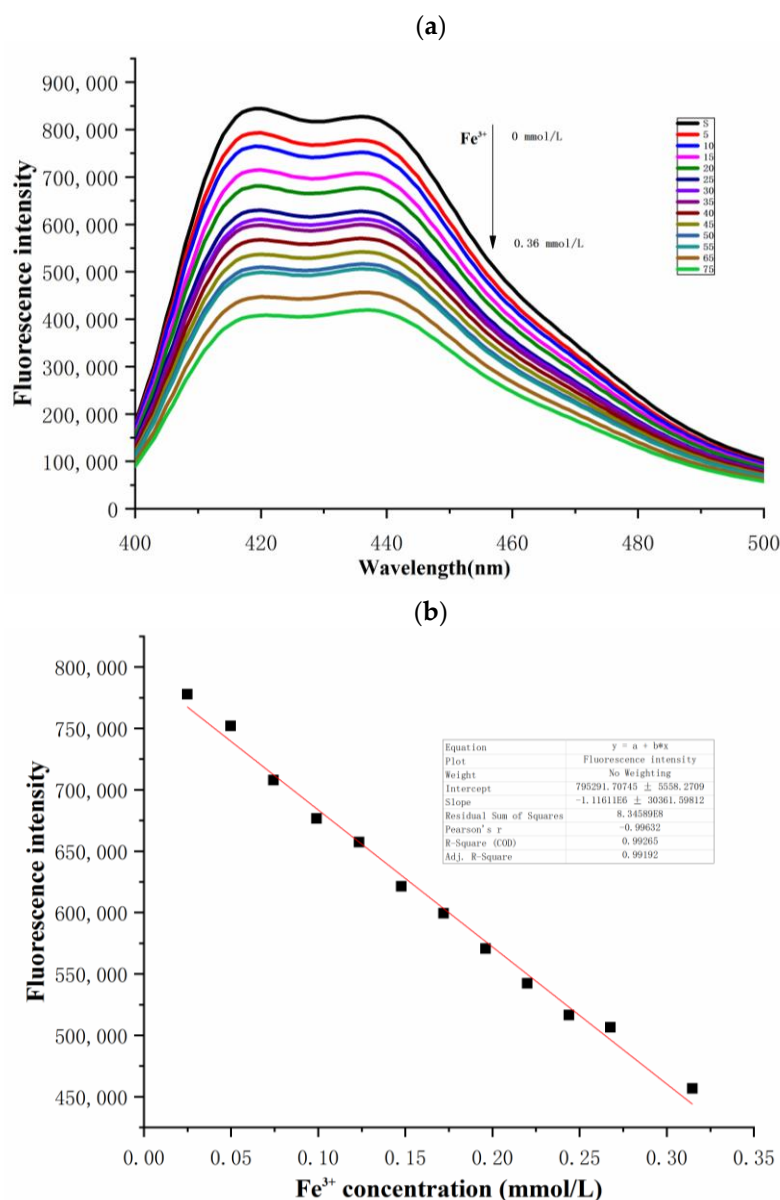 (a)
900,000
800,000
700,000
600,000
500,000
400,000
300,000
200,000
100,000
0
Fluorescence intensity
400
420
440
460
480
500
Wavelength(nm)
Fe³⁺
0 mmol/L
0.36 mmol/L
S
5
10
15
20
25
30
35
40
45
50
55
65
75
(b)
800,000
750,000
700,000
650,000
600,000
550,000
500,000
450,000
Fluorescence intensity
Equation y = a + b*x
Plot Fluorescence intensity
Weight No Weighting
Intercept 795291.70745 ± 5558.2709
Slope -1.11611E6 ± 30361.59812
Residual Sum of Squares 8.34589E8
Pearson's r -0.99632
R-Square (COD) 0.99265
Adj. R-Square 0.99192
0.00
0.05
0.10
0.15
0.20
0.25
0.30
0.35
Fe³⁺ concentration (mmol/L)